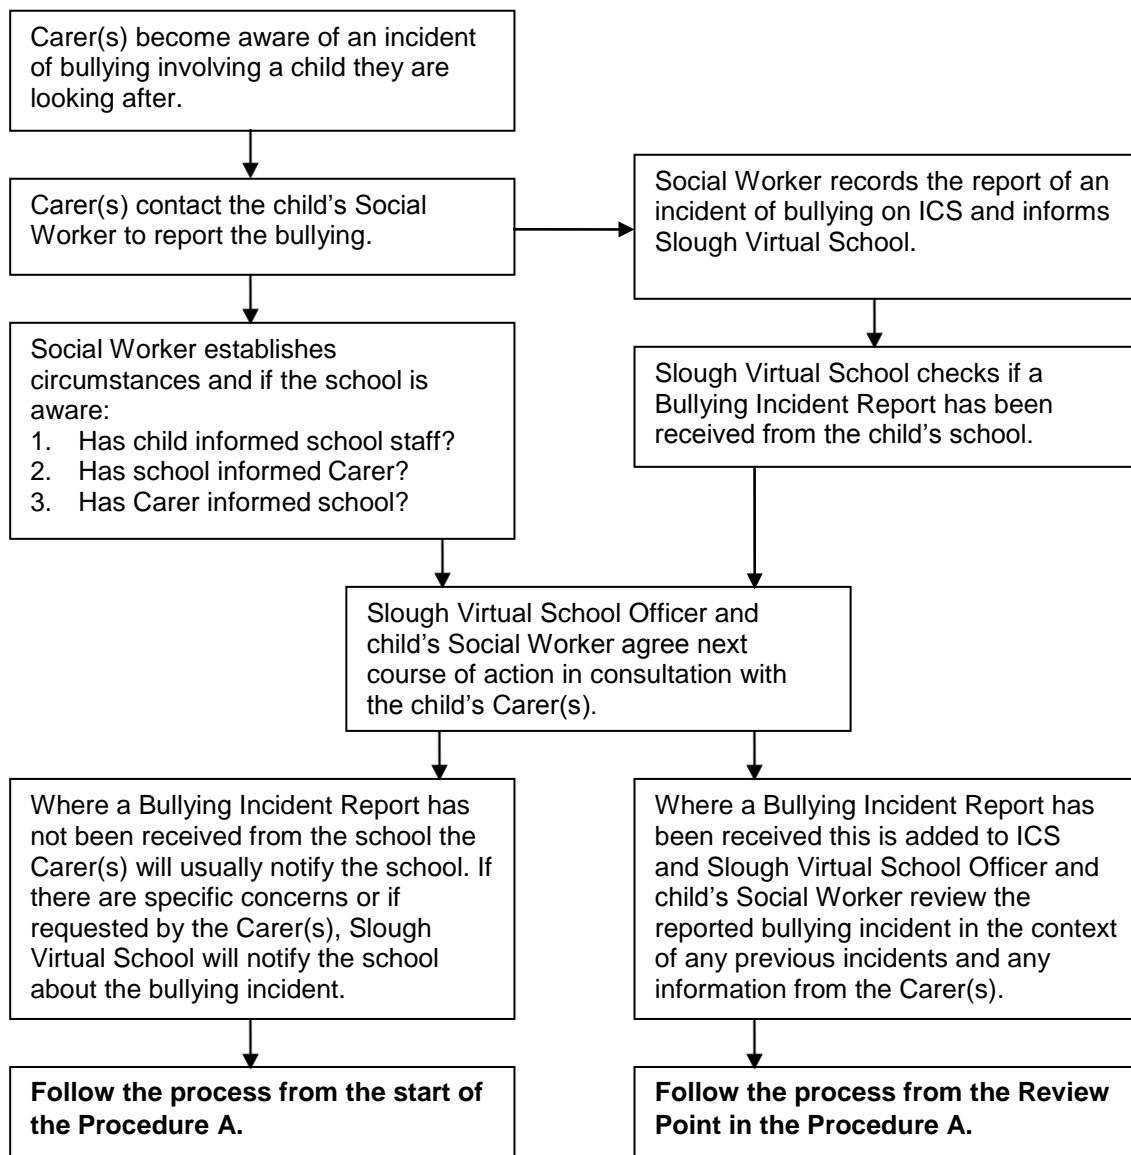 Carer(s) become aware of an incident
of bullying involving a child they are
looking after.
Carer(s) contact the child's Social
Worker to report the bullying.
Social Worker records the report of an
incident of bullying on ICS and informs
Slough Virtual School.
Social Worker establishes
circumstances and if the school is
aware:
1. Has child informed school staff?
2. Has school informed Carer?
3. Has Carer informed school?
Slough Virtual School checks if a
Bullying Incident Report has been
received from the child's school.
Slough Virtual School Officer and
child's Social Worker agree next
course of action in consultation with
the child's Carer(s).
Where a Bullying Incident Report has
not been received from the school the
Carer(s) will usually notify the school. If
there are specific concerns or if
requested by the Carer(s), Slough
Virtual School will notify the school
about the bullying incident.
Where a Bullying Incident Report has
been received this is added to ICS
and Slough Virtual School Officer and
child's Social Worker review the
reported bullying incident in the context
of any previous incidents and any
information from the Carer(s).
Follow the process from the start of
the Procedure A.
Follow the process from the Review
Point in the Procedure A.